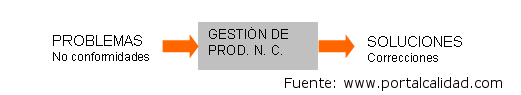 PROBLEMAS
No conformidades
GESTIÓN DE
PROD. N. C.
SOLUCIONES
Correcciones
Fuente: www.portalcalidad.com